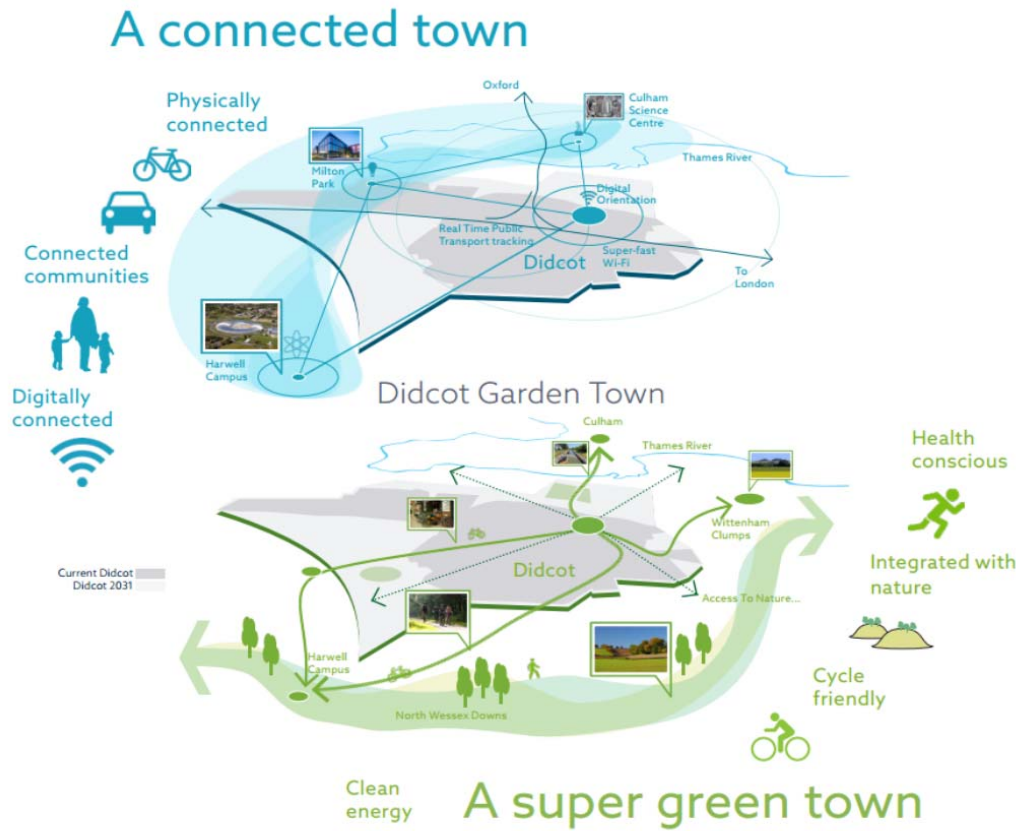 A connected town
Physically
connected
Connected
communities
Digitally
connected
Oxford
Culham
Science
Centre
Milton
Park
Thames River
Digital
Orientation
Real Time Public
Transport tracking
Didcot
Super-fast
Wi-Fi
To
London
Harwell
Campus
Didcot Garden Town
Culham
Thames River
Wittenham
Clumps
Didcot
Access To Nature...
Current Didcot
Didcot 2031
Harwell
Campus
North Wessex Downs
Health
conscious
Integrated with
nature
Cycle
friendly
Clean
energy
A super green town